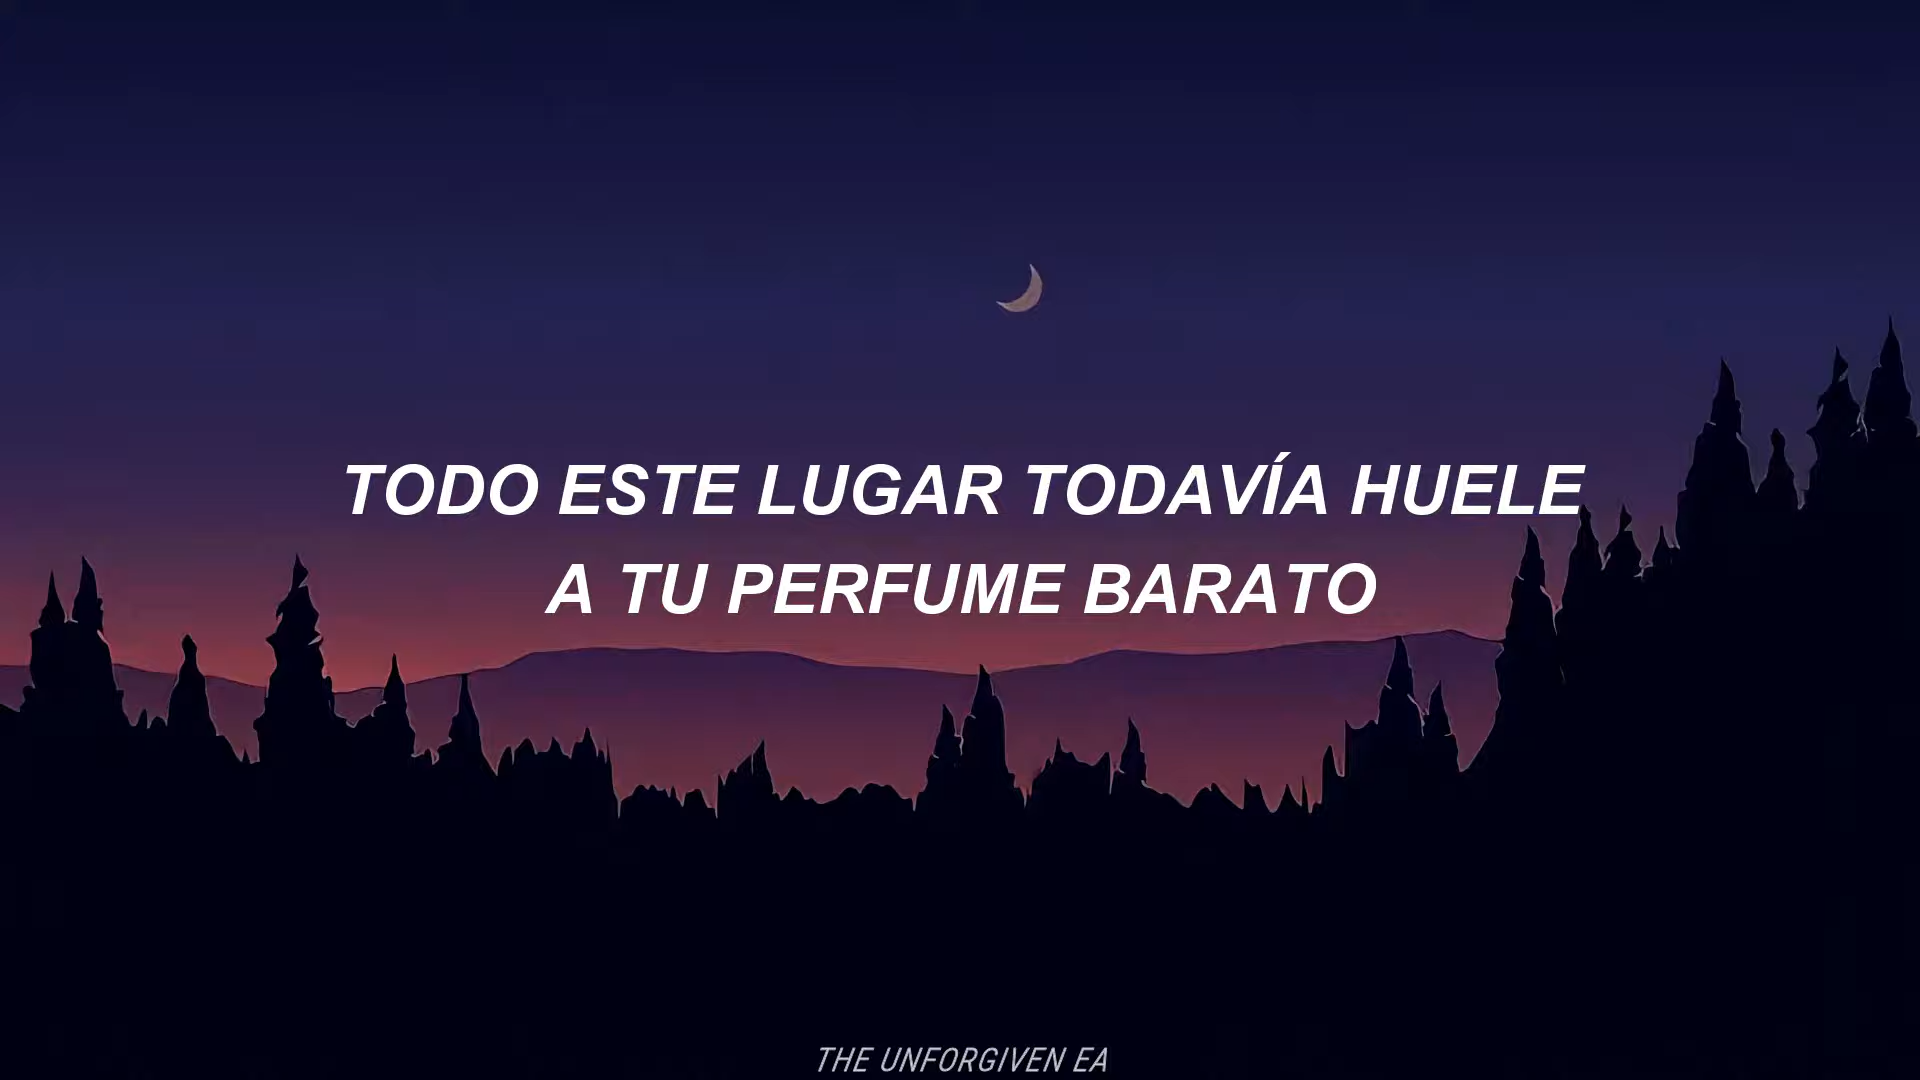 TODO ESTE LUGAR TODAVÍA HUELE
A TU PERFUME BARATO
THE UNFORGIVEN EA